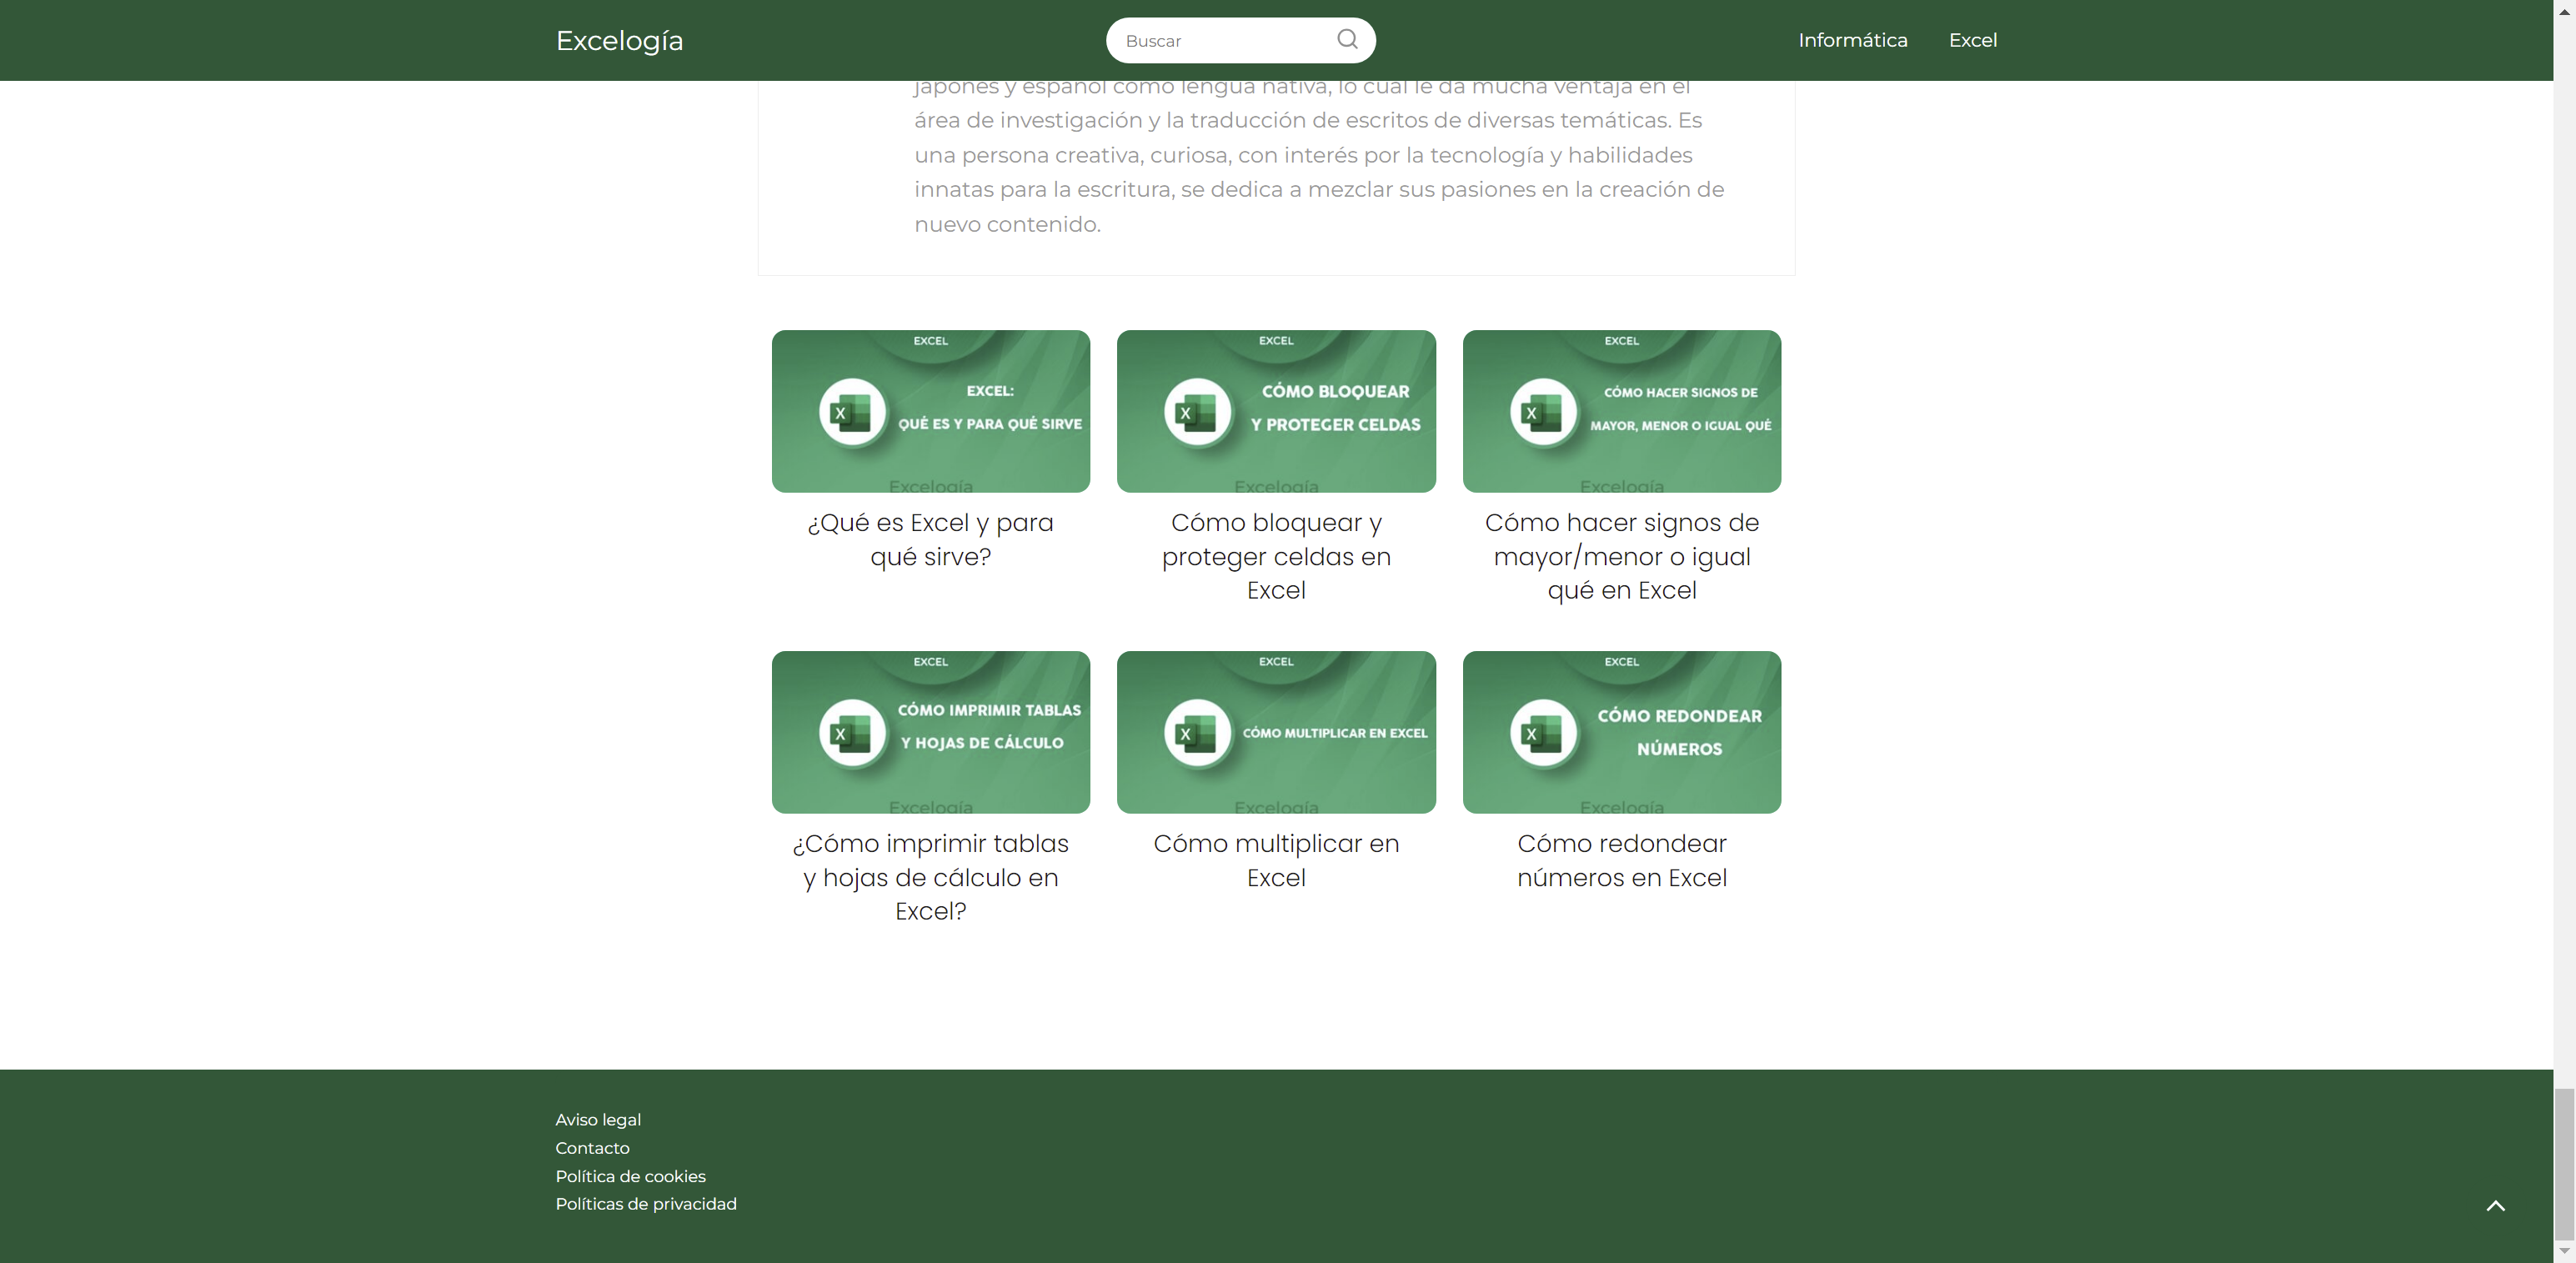 Excelogía
Buscar
Informática
Excel
japonés y español como lengua nativa, lo cual le da mucha ventaja en el
área de investigación y la traducción de escritos de diversas temáticas. Es
una persona creativa, curiosa, con interés por la tecnología y habilidades
innatas para la escritura, se dedica a mezclar sus pasiones en la creación de
nuevo contenido.
EXCEL
EXCEL:
QUÉ ES Y PARA QUÉ SIRVE
Excelogía
¿Qué es Excel y para
qué sirve?
EXCEL
CÓMO BLOQUEAR
Y PROTEGER CELDAS
Excelogía
Cómo bloquear y
proteger celdas en
Excel
EXCEL
CÓMO HACER SIGNOS DE
MAYOR, MENOR O IGUAL QUÉ
Excelogía
Cómo hacer signos de
mayor/menor o igual
qué en Excel
EXCEL
CÓMO IMPRIMIR TABLAS
Y HOJAS DE CÁLCULO
Excelogía
¿Cómo imprimir tablas
y hojas de cálculo en
Excel?
EXCEL
CÓMO MULTIPLICAR EN EXCEL
Excelogía
Cómo multiplicar en
Excel
EXCEL
CÓMO REDONDEAR
NÚMEROS
Excelogía
Cómo redondear
números en Excel
Aviso legal
Contacto
Política de cookies
Políticas de privacidad